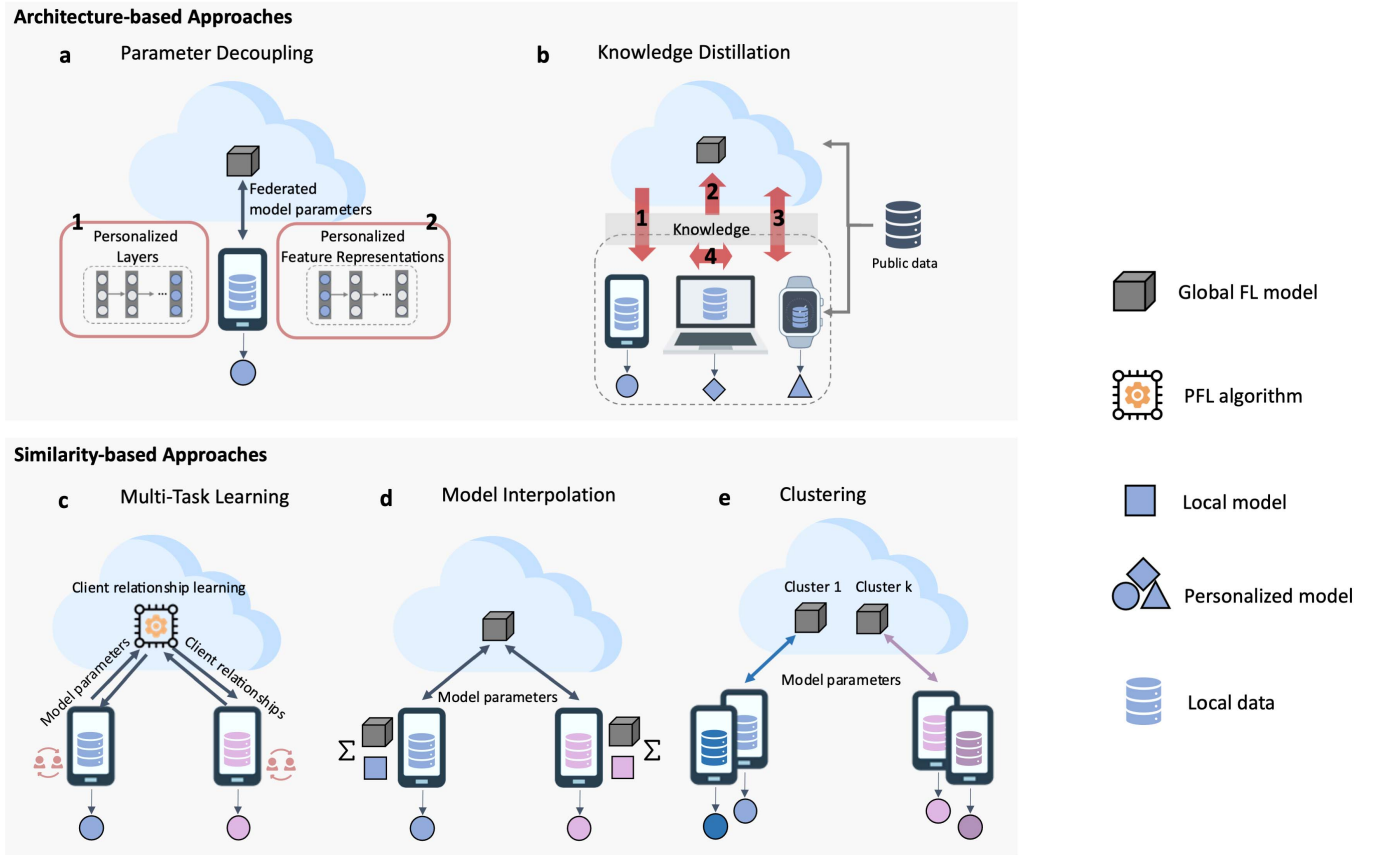 Architecture-based Approaches
a Parameter Decoupling
Federated
model parameters
1
Personalized
Layers
...
2
Personalized
Feature Representations
...
b Knowledge Distillation
1
2
3
Knowledge
4
Public data
Similarity-based Approaches
c Multi-Task Learning
Client relationship learning
Model parameters
Client relationships
d Model Interpolation
Model parameters
Σ
Σ
e Clustering
Cluster 1
Cluster k
Model parameters
Global FL model
PFL algorithm
Local model
Personalized model
Local data